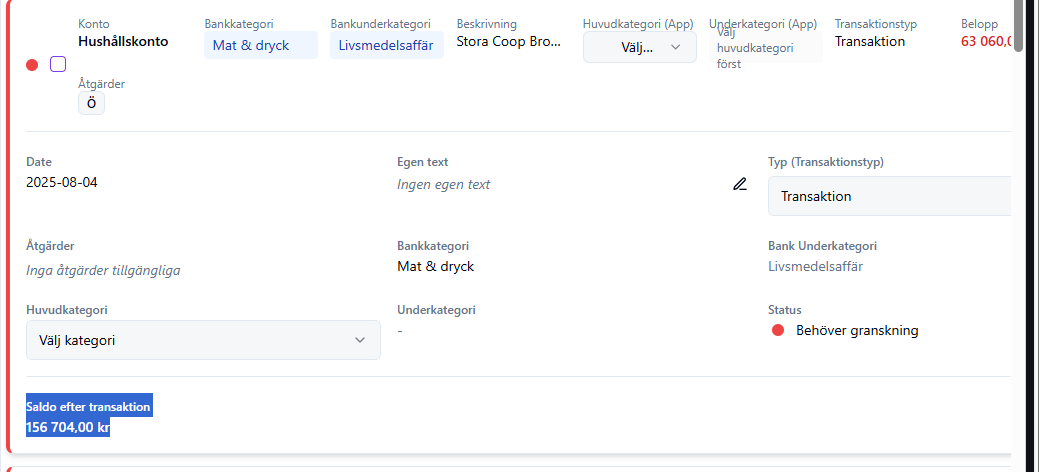 Konto
Hushållskonto
Bankkategori
Mat & dryck
Bankunderkategori
Livsmedelsaffär
Beskrivning
Stora Coop Bro...
Huvudkategori (App)
Välj...
Underkategori (App)
Välj
huvudkategori
först
Transaktionstyp
Transaktion
Belopp
63 060,0
Åtgärder
Ö
Date
2025-08-04
Egen text
Ingen egen text
Typ (Transaktionstyp)
Transaktion
Åtgärder
Inga åtgärder tillgängliga
Bankkategori
Mat & dryck
Bank Underkategori
Livsmedelsaffär
Huvudkategori
Välj kategori
Underkategori
-
Status
Behöver granskning
Saldo efter transaktion
156 704,00 kr